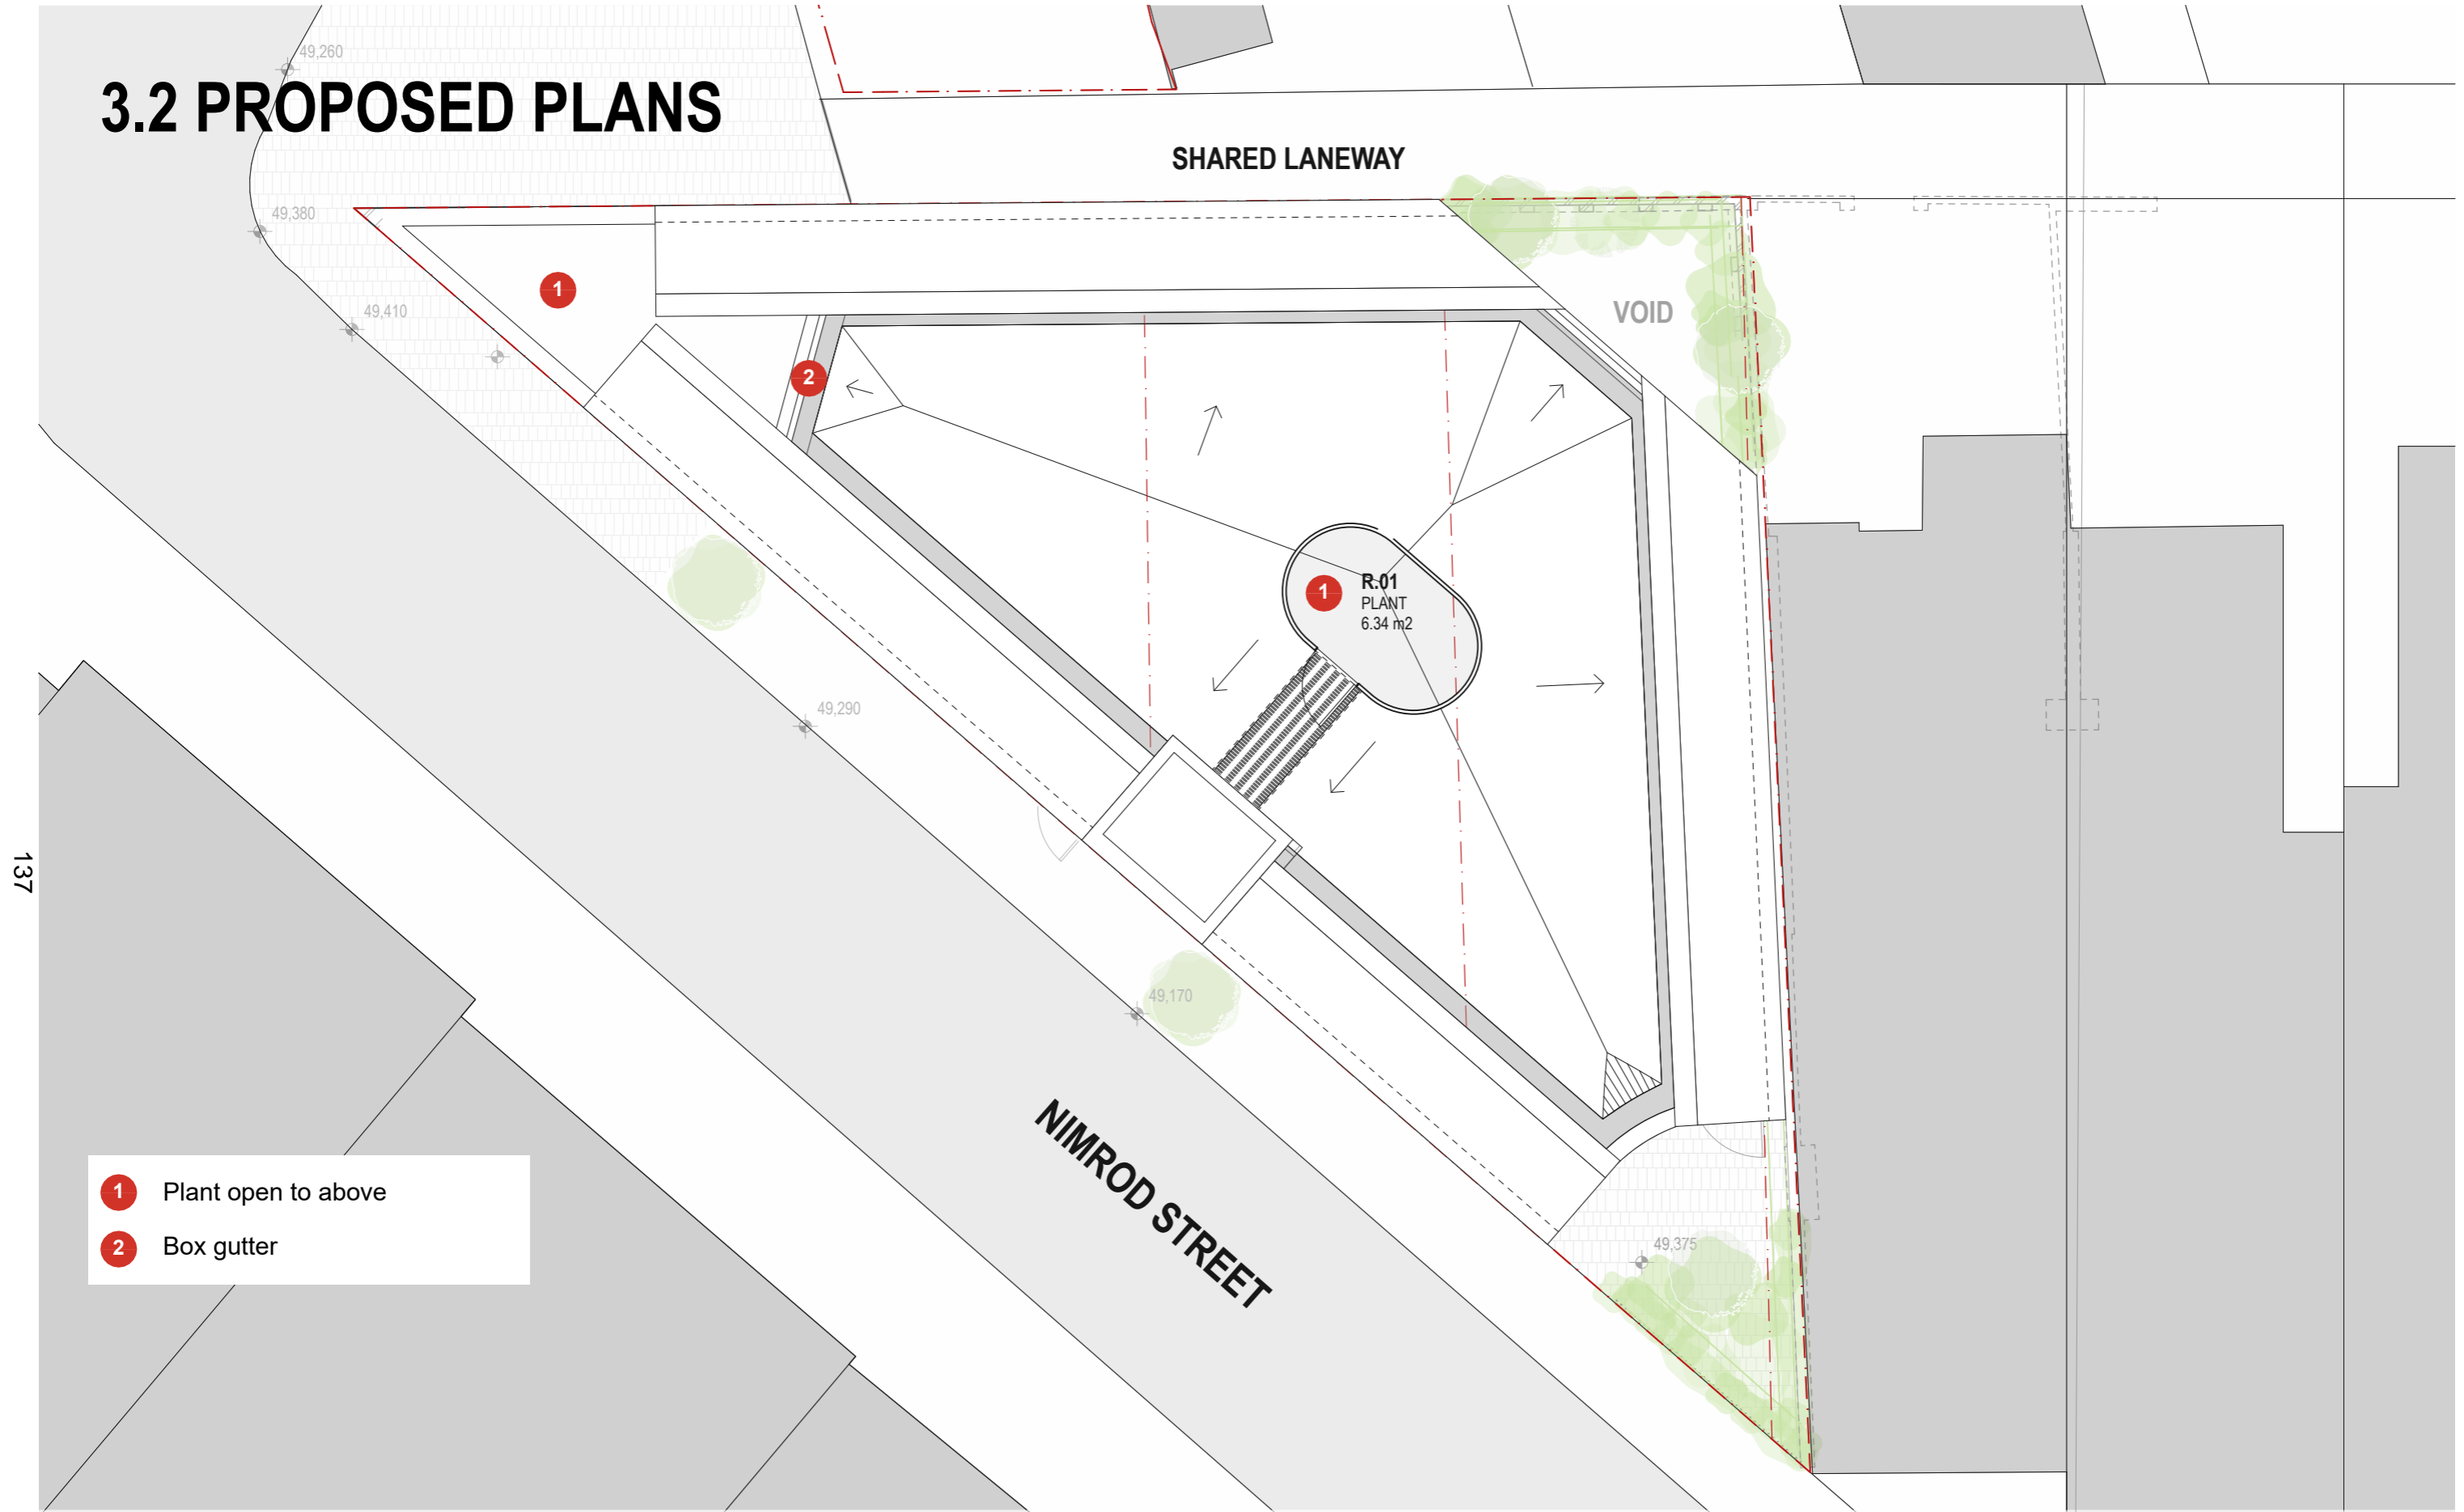 49,260
3.2 PROPOSED PLANS
SHARED LANEWAY
49,380
1
49,410
VOID
2
1
R.01
PLANT
6.34 m2
49,290
137
49,170
NIMROD STREET
1 Plant open to above
2 Box gutter
49,375